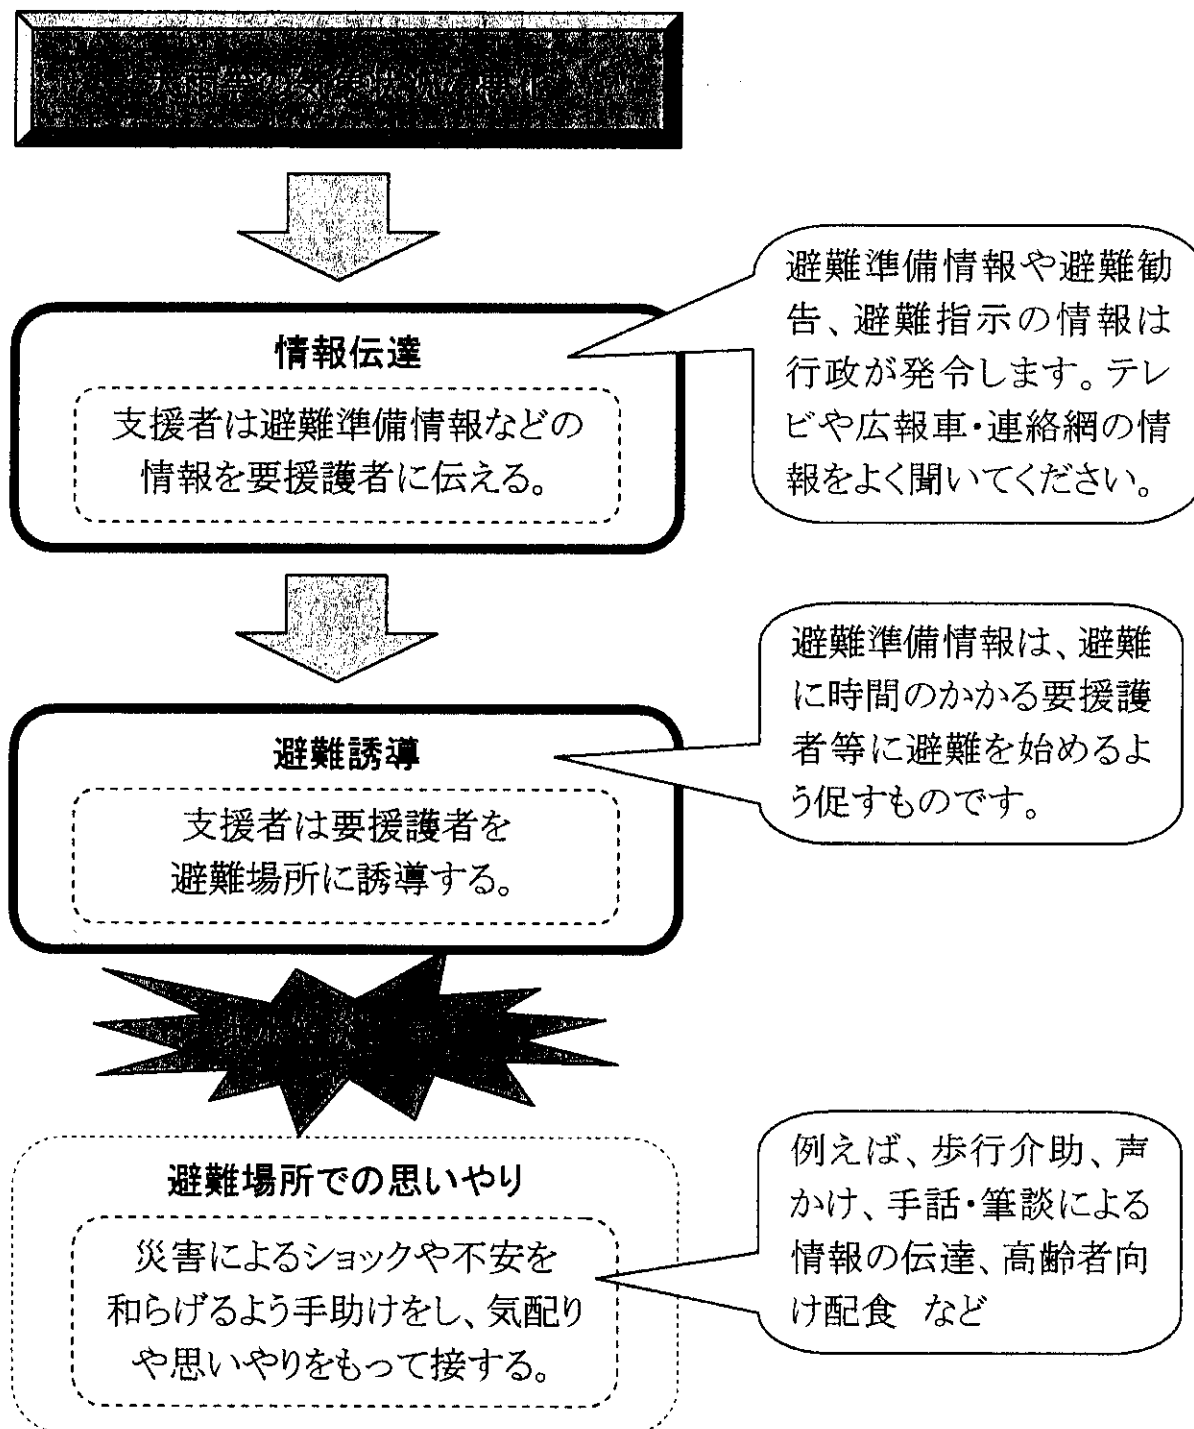 情報伝達
支援者は避難準備情報などの
情報を要援護者に伝える。
避難準備情報や避難勧
告、避難指示の情報は
行政が発令します。テレ
ビや広報車・連絡網の情
報をよく聞いてください。
避難誘導
支援者は要援護者を
避難場所に誘導する。
避難準備情報は、避難
に時間のかかる要援護
者等に避難を始めるよ
う促すものです。
避難場所での思いやり
災害によるショックや不安を
和らげるよう手助けをし、気配り
や思いやりをもって接する。
例えば、歩行介助、声
かけ、手話・筆談による
情報の伝達、高齢者向
け配食 など